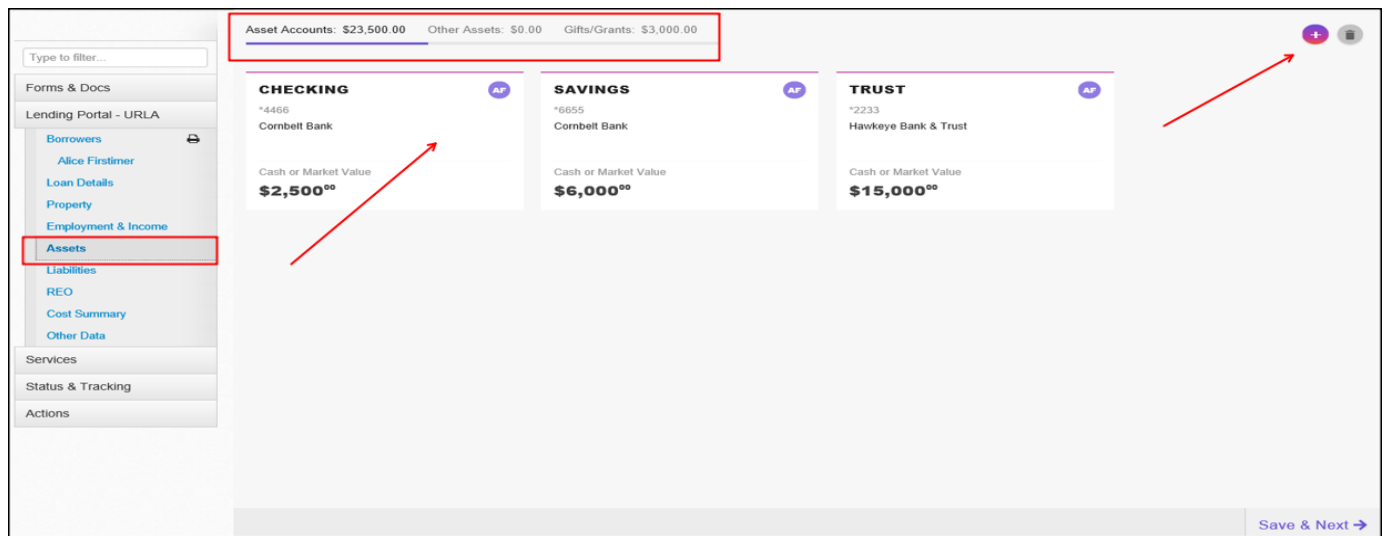 Asset Accounts: $23,500.00 Other Assets: $0.00 Gifts/Grants: $3,000.00
Type to filter...
Forms & Docs
Lending Portal - URLA
Borrowers
Alice Firstimer
Loan Details
Property
Employment & Income
Assets
Liabilities
REO
Cost Summary
Other Data
Services
Status & Tracking
Actions
CHECKING AF
*4466
Cornbelt Bank
Cash or Market Value
$2,500⁰⁰
SAVINGS AF
*6655
Cornbelt Bank
Cash or Market Value
$6,000⁰⁰
TRUST AF
*2233
Hawkeye Bank & Trust
Cash or Market Value
$15,000⁰⁰
Save & Next →